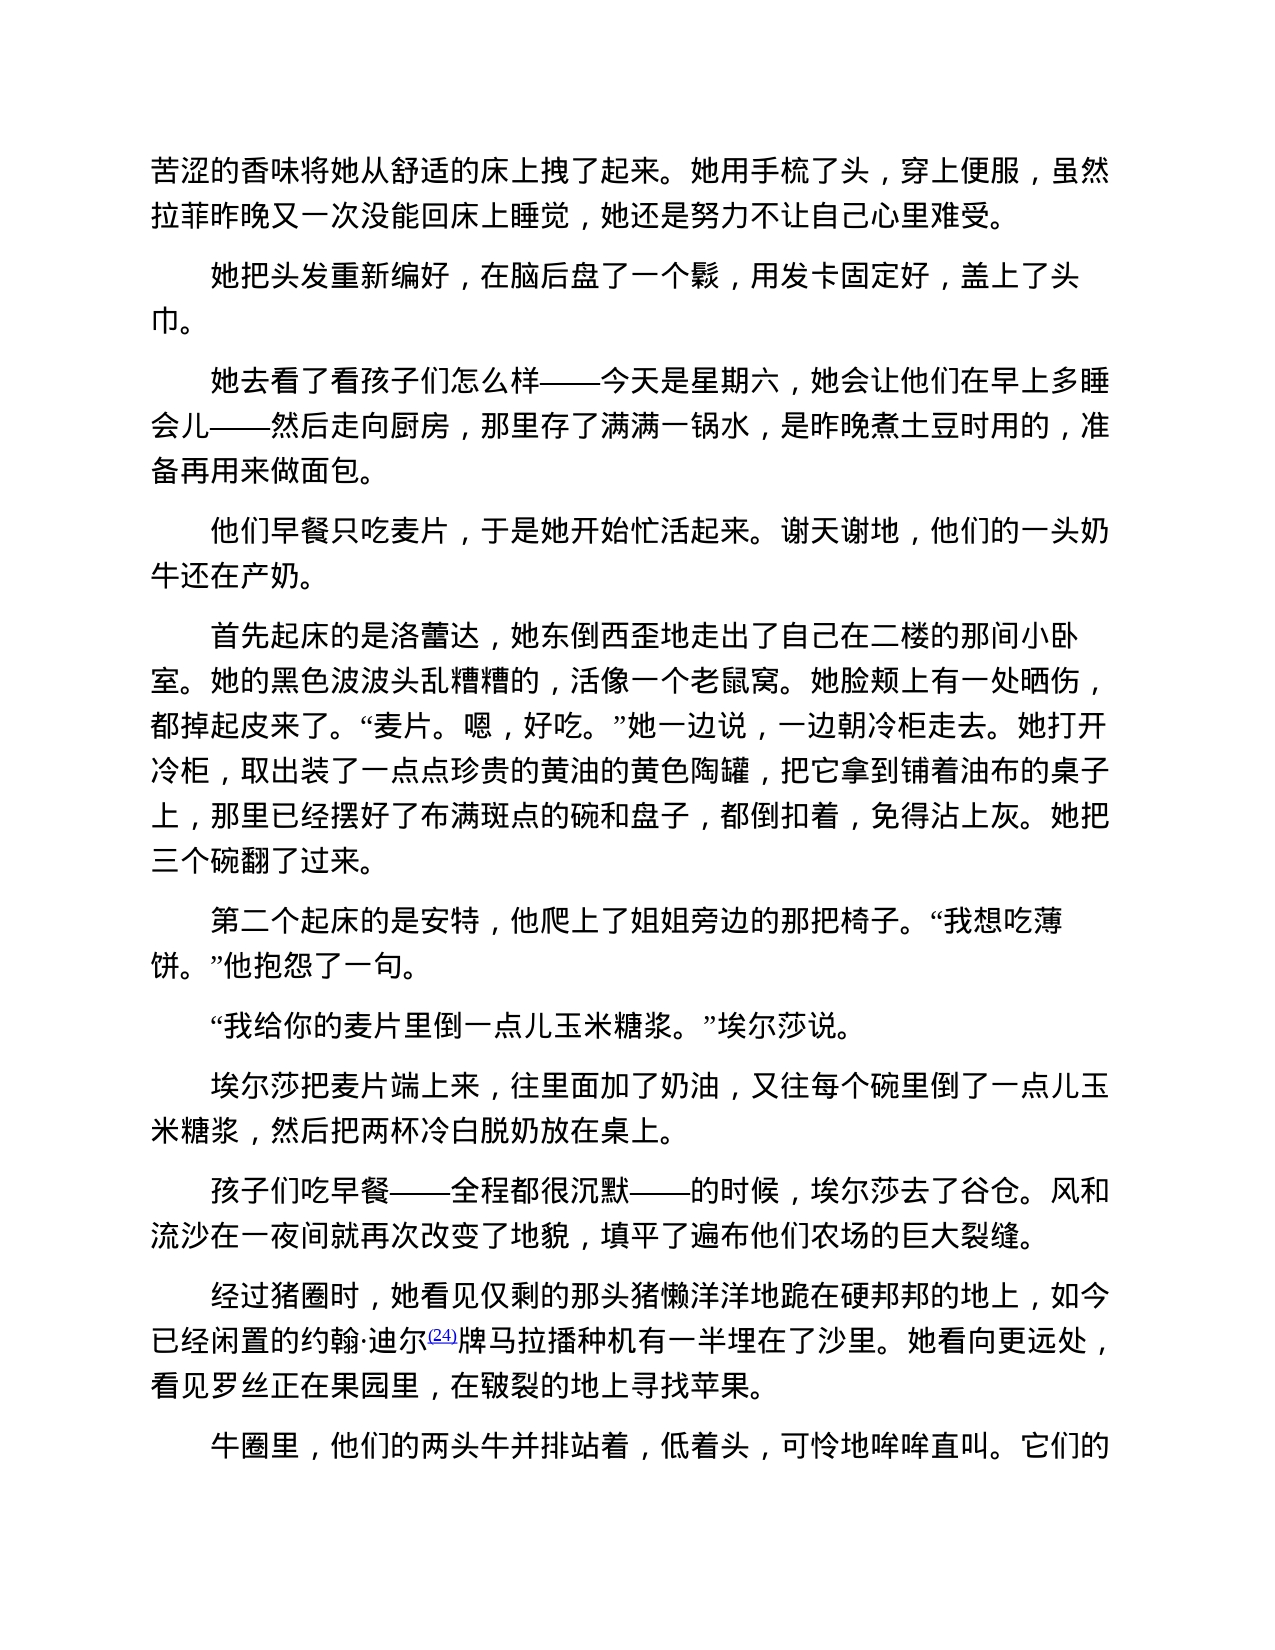 苦涩的香味将她从舒适的床上拽了起来。她用手梳了头，穿上便服，虽然
拉菲昨晚又一次没能回床上睡觉，她还是努力不让自己心里难受。
她把头发重新编好，在脑后盘了一个鬏，用发卡固定好，盖上了头
巾。
她去看了看孩子们怎么样——今天是星期六，她会让他们在早上多睡
会儿——然后走向厨房，那里存了满满一锅水，是昨晚煮土豆时用的，准
备再用来做面包。
他们早餐只吃麦片，于是她开始忙活起来。谢天谢地，他们的一头奶
牛还在产奶。
首先起床的是洛蕾达，她东倒西歪地走出了自己在二楼的那间小卧
室。她的黑色波波头乱糟糟的，活像一个老鼠窝。她脸颊上有一处晒伤，
都掉起皮来了。“麦片。嗯，好吃。”她一边说，一边朝冷柜走去。她打开
冷柜，取出装了一点点珍贵的黄油的黄色陶罐，把它拿到铺着油布的桌子
上，那里已经摆好了布满斑点的碗和盘子，都倒扣着，免得沾上灰。她把
三个碗翻了过来。
第二个起床的是安特，他爬上了姐姐旁边的那把椅子。“我想吃薄
饼。”他抱怨了一句。
“我给你的麦片里倒一点儿玉米糖浆。”埃尔莎说。
埃尔莎把麦片端上来，往里面加了奶油，又往每个碗里倒了一点儿玉
米糖浆，然后把两杯冷白脱奶放在桌上。
孩子们吃早餐——全程都很沉默——的时候，埃尔莎去了谷仓。风和
流沙在一夜间就再次改变了地貌，填平了遍布他们农场的巨大裂缝。
经过猪圈时，她看见仅剩的那头猪懒洋洋地跪在硬邦邦的地上，如今
已经闲置的约翰·迪尔(24)牌马拉播种机有一半埋在了沙里。她看向更远处，
看见罗丝正在果园里，在皲裂的地上寻找苹果。
牛圈里，他们的两头牛并排站着，低着头，可怜地哞哞直叫。它们的